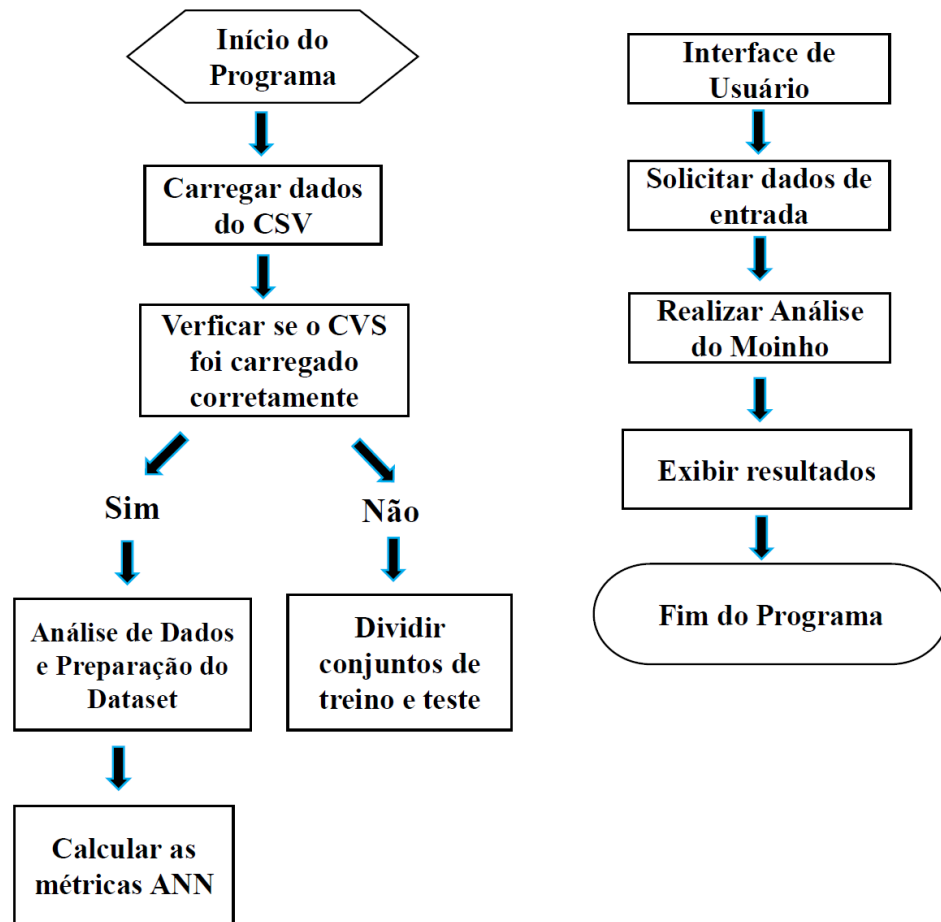 Início do
Programa
Carregar dados
do CSV
Verficar se o CVS
foi carregado
corretamente
Sim
Não
Análise de Dados
e Preparação do
Dataset
Dividir
conjuntos de
treino e teste
Calcular as
métricas ANN
Interface de
Usuário
Solicitar dados de
entrada
Realizar Análise
do Moinho
Exibir resultados
Fim do Programa